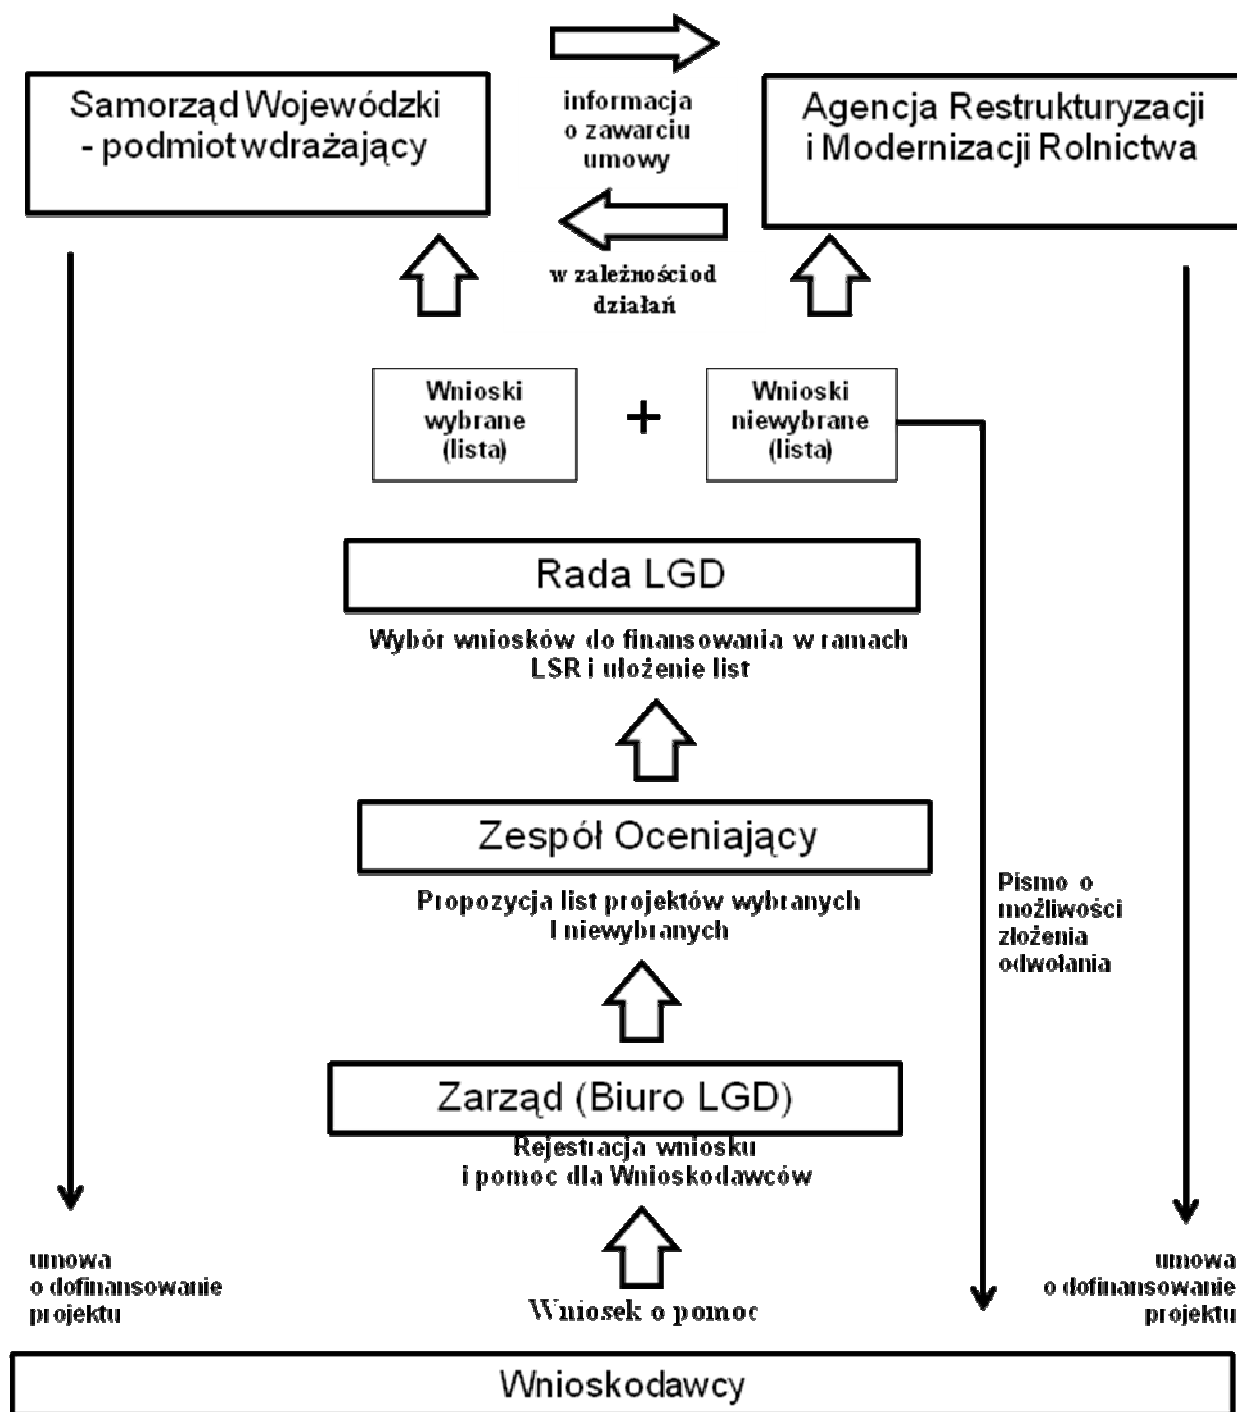 Samorząd Wojewódzki
- podmiot wdrażający
informacja
o zawarciu
umowy
Agencja Restrukturyzacji
i Modernizacji Rolnictwa
w zależności od
działań
Wnioski
wybrane
(lista)
+
Wnioski
niewybrane
(lista)
Rada LGD
Wybór wniosków do finansowania w ramach
LSR i ułożenie list
Zespół Oceniający
Propozycja list projektów wybranych
I niewybranych
Pismo o
możliwości
złożenia
odwołania
Zarząd (Biuro LGD)
Rejestracja wniosku
i pomoc dla Wnioskodawców
umowa
o dofinansowanie
projektu
Wniosek o pomoc
umowa
o dofinansowanie
projektu
Wnioskodawcy